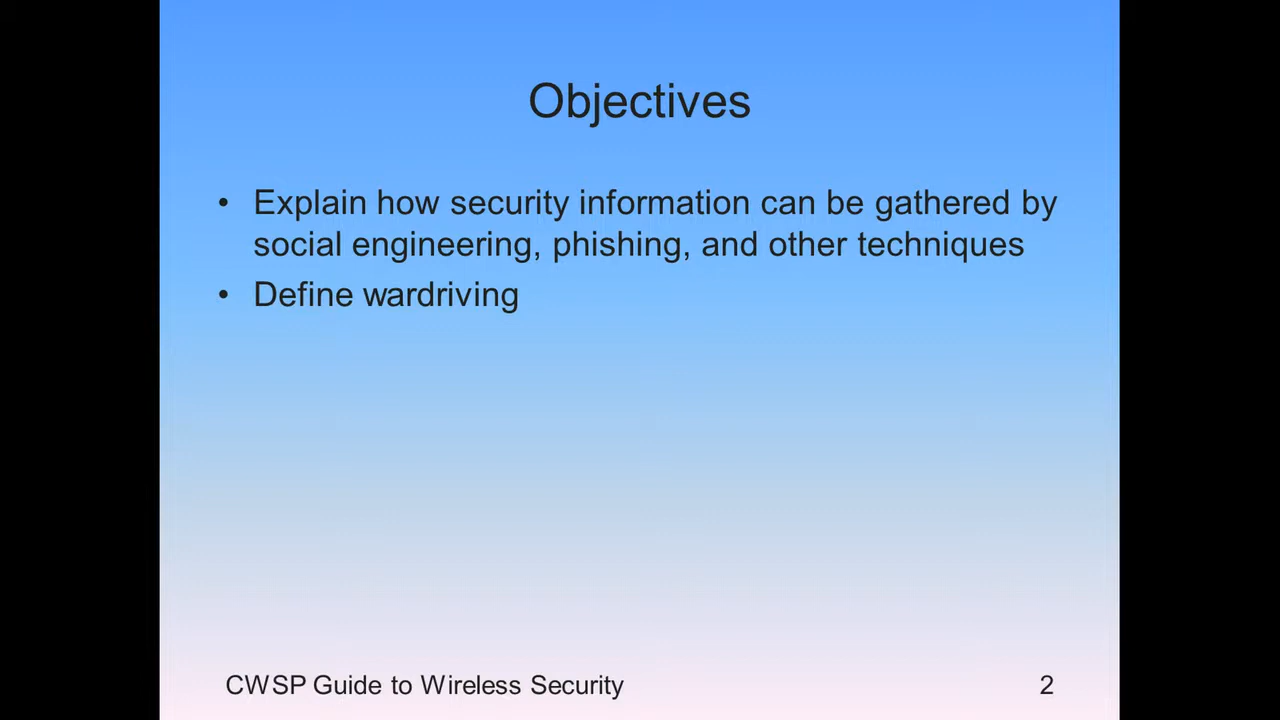 Objectives
• Explain how security information can be gathered by
social engineering, phishing, and other techniques
• Define wardriving
CWSP Guide to Wireless Security
2